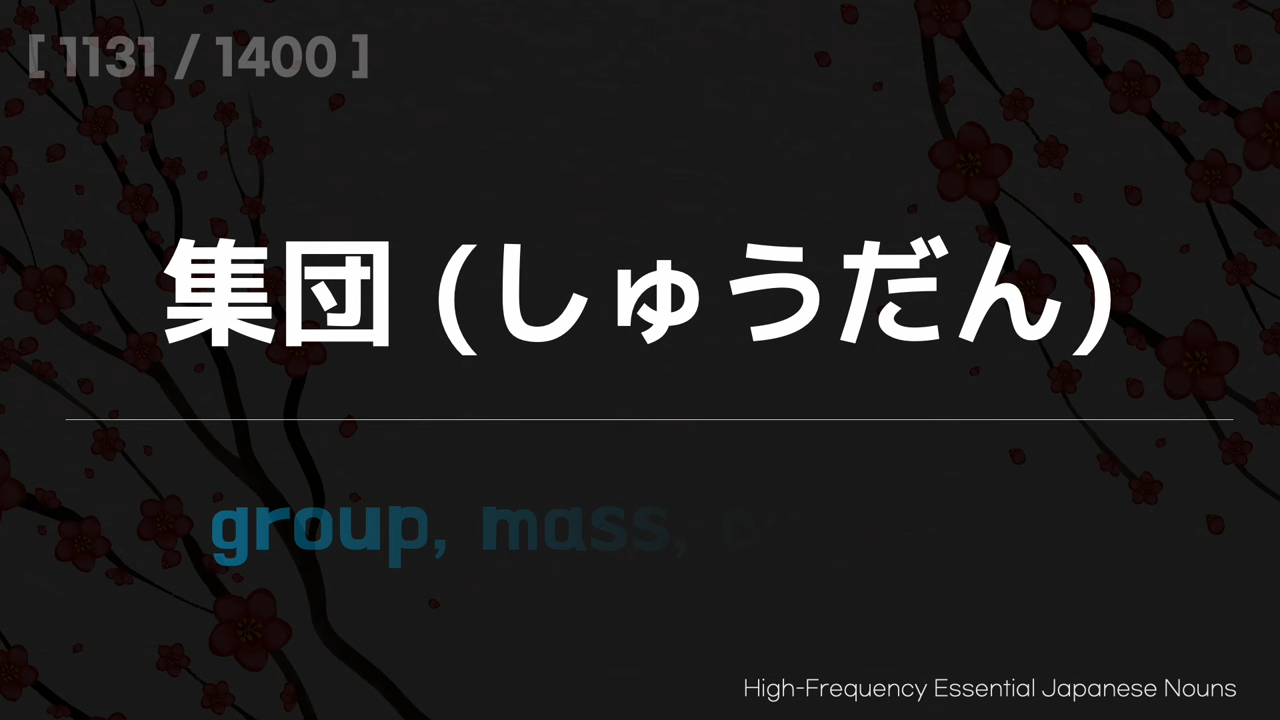 [ 1131 / 1400 ]
集団 (しゅうだん)
group, mass,
High-Frequency Essential Japanese Nouns